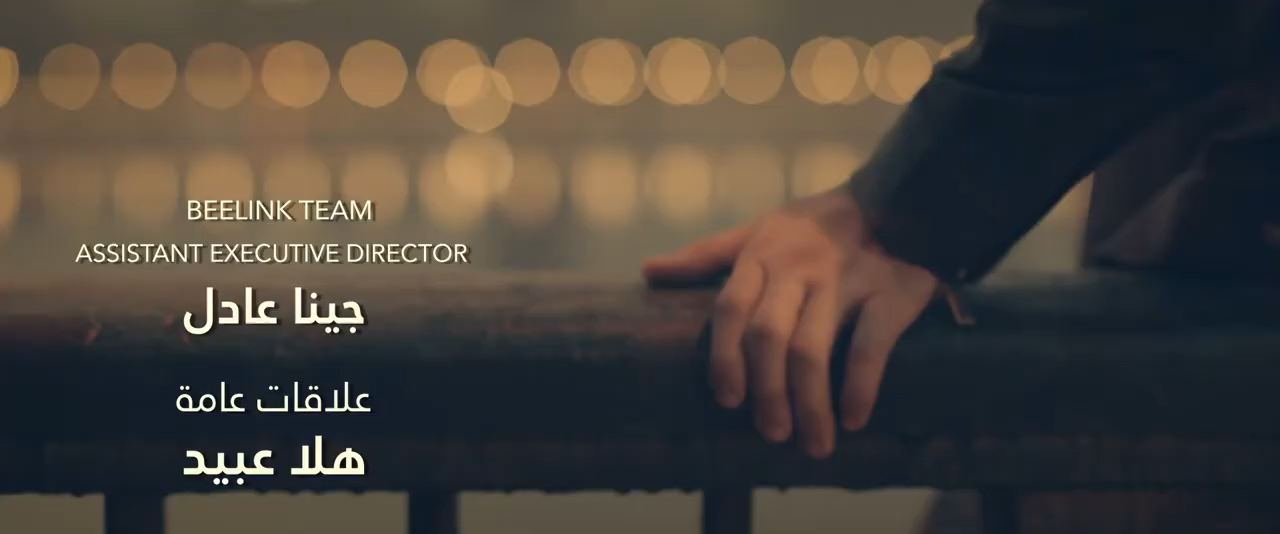 BEELINK TEAM
ASSISTANT EXECUTIVE DIRECTOR
جينا عادل
علاقات عامة
هلا عبيد